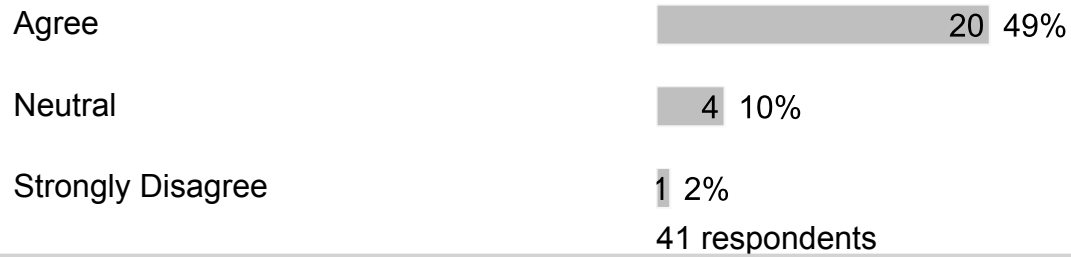 Agree 20 49%
Neutral 4 10%
Strongly Disagree 1 2%
41 respondents